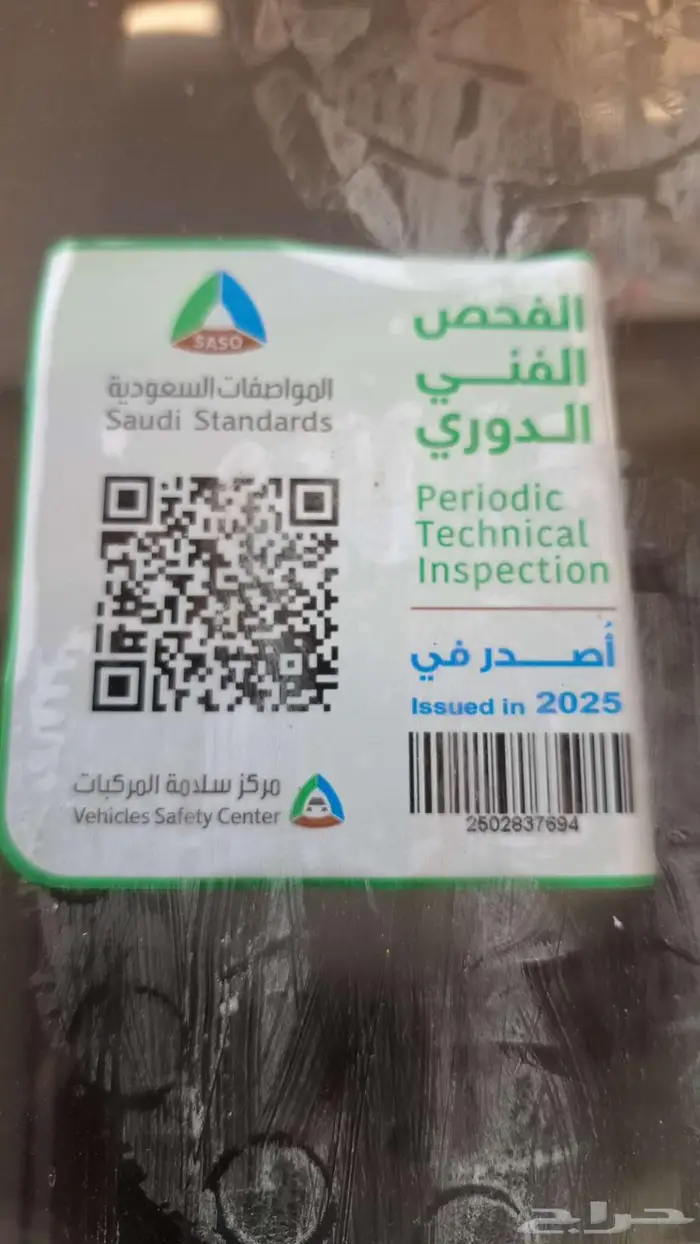 SASO
المواصفات السعودية
Saudi Standards
الفحص
الفني
الدوري
Periodic
Technical
Inspection
أُصدر في
Issued in 2025
2502837694
مركز سلامة المركبات
Vehicles Safety Center
حراج